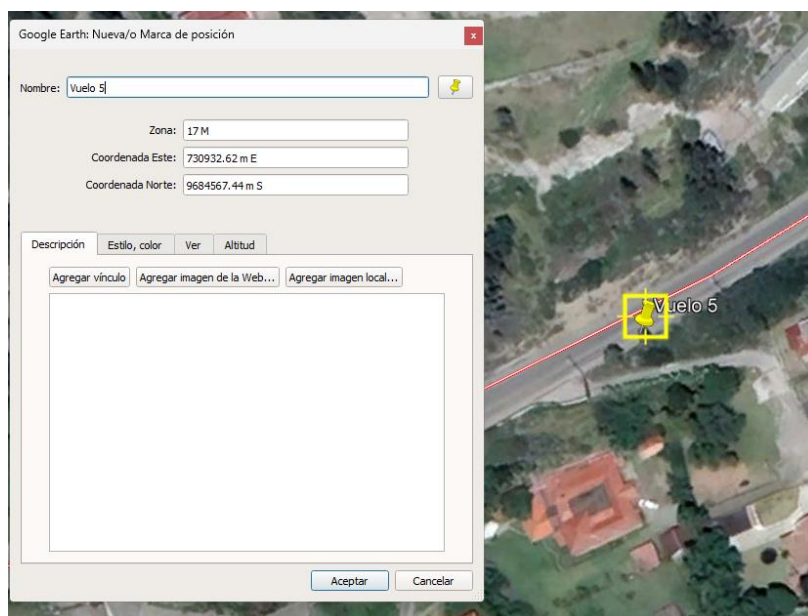 Google Earth: Nueva/o Marca de posición
x
Nombre: Vuelo 5
Zona: 17 M
Coordenada Este: 730932.62 m E
Coordenada Norte: 9684567.44 m S
Descripción Estilo, color Ver Altitud
Agregar vínculo Agregar imagen de la Web... Agregar imagen local...
Vuelo 5
Aceptar Cancelar